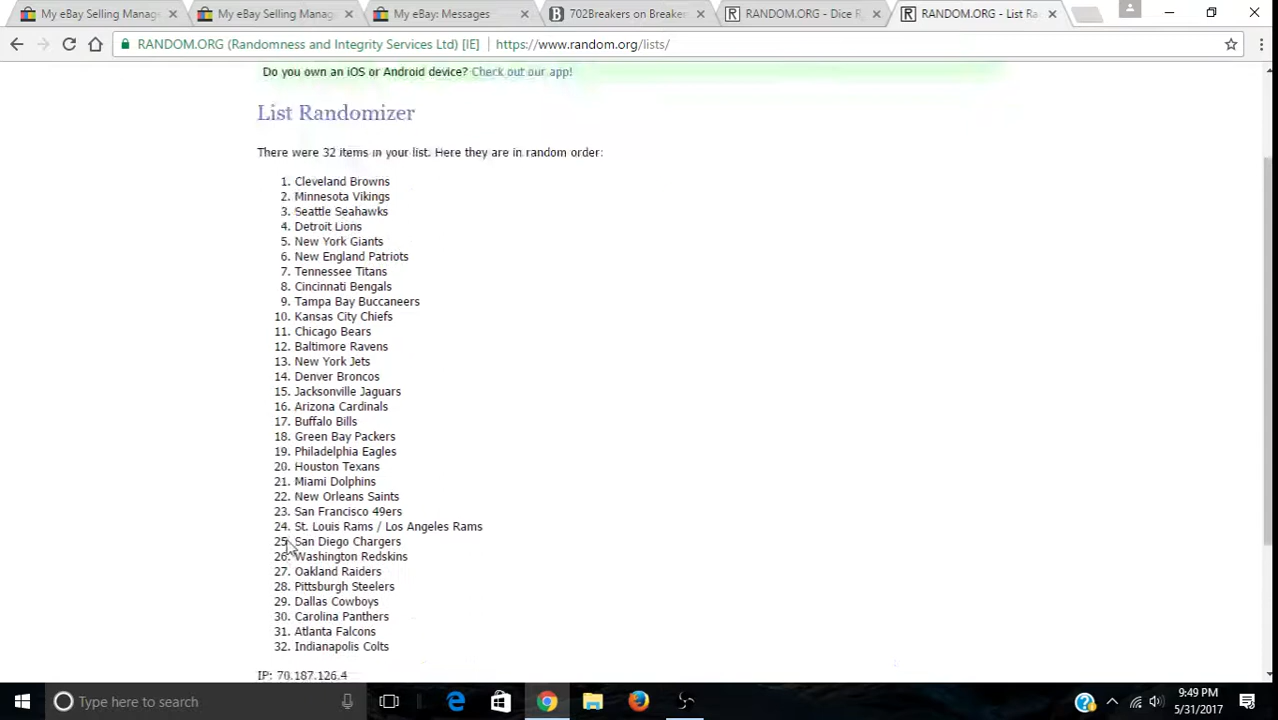 My eBay Selling Manag
My eBay Selling Manag
My eBay: Messages
702Breakers on Breaker
RANDOM.ORG - Dice R
RANDOM.ORG - List Ra
RANDOM.ORG (Randomness and Integrity Services Ltd) [IE] https://www.random.org/lists/
Do you own an iOS or Android device? Check out our app!
List Randomizer
There were 32 items in your list. Here they are in random order:
1. Cleveland Browns
2. Minnesota Vikings
3. Seattle Seahawks
4. Detroit Lions
5. New York Giants
6. New England Patriots
7. Tennessee Titans
8. Cincinnati Bengals
9. Tampa Bay Buccaneers
10. Kansas City Chiefs
11. Chicago Bears
12. Baltimore Ravens
13. New York Jets
14. Denver Broncos
15. Jacksonville Jaguars
16. Arizona Cardinals
17. Buffalo Bills
18. Green Bay Packers
19. Philadelphia Eagles
20. Houston Texans
21. Miami Dolphins
22. New Orleans Saints
23. San Francisco 49ers
24. St. Louis Rams / Los Angeles Rams
25. San Diego Chargers
26. Washington Redskins
27. Oakland Raiders
28. Pittsburgh Steelers
29. Dallas Cowboys
30. Carolina Panthers
31. Atlanta Falcons
32. Indianapolis Colts
IP: 70.187.126.4
Type here to search
9:49 PM
5/31/2017